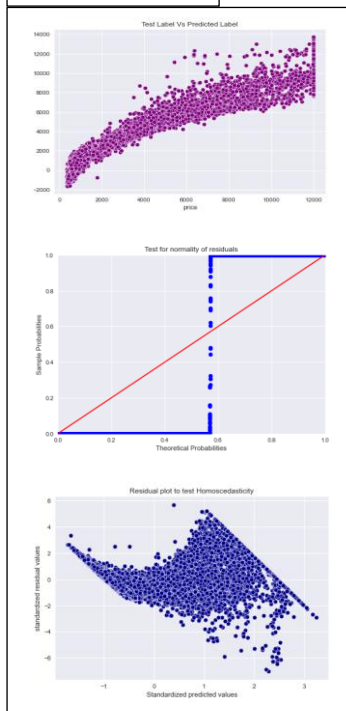 Test Label Vs Predicted Label
14000
12000
10000
8000
6000
4000
2000
0
−2000
0 2000 4000 6000 8000 10000 12000
price
Test for normality of residuals
1.0
0.8
0.6
0.4
0.2
0.0
Sample Probabilities
0.0 0.2 0.4 0.6 0.8 1.0
Theoretical Probabilities
Residual plot to test Homoscedasticity
6
4
2
0
−2
−4
−6
standardized residual values
−1 0 1 2 3
Standardized predicted values